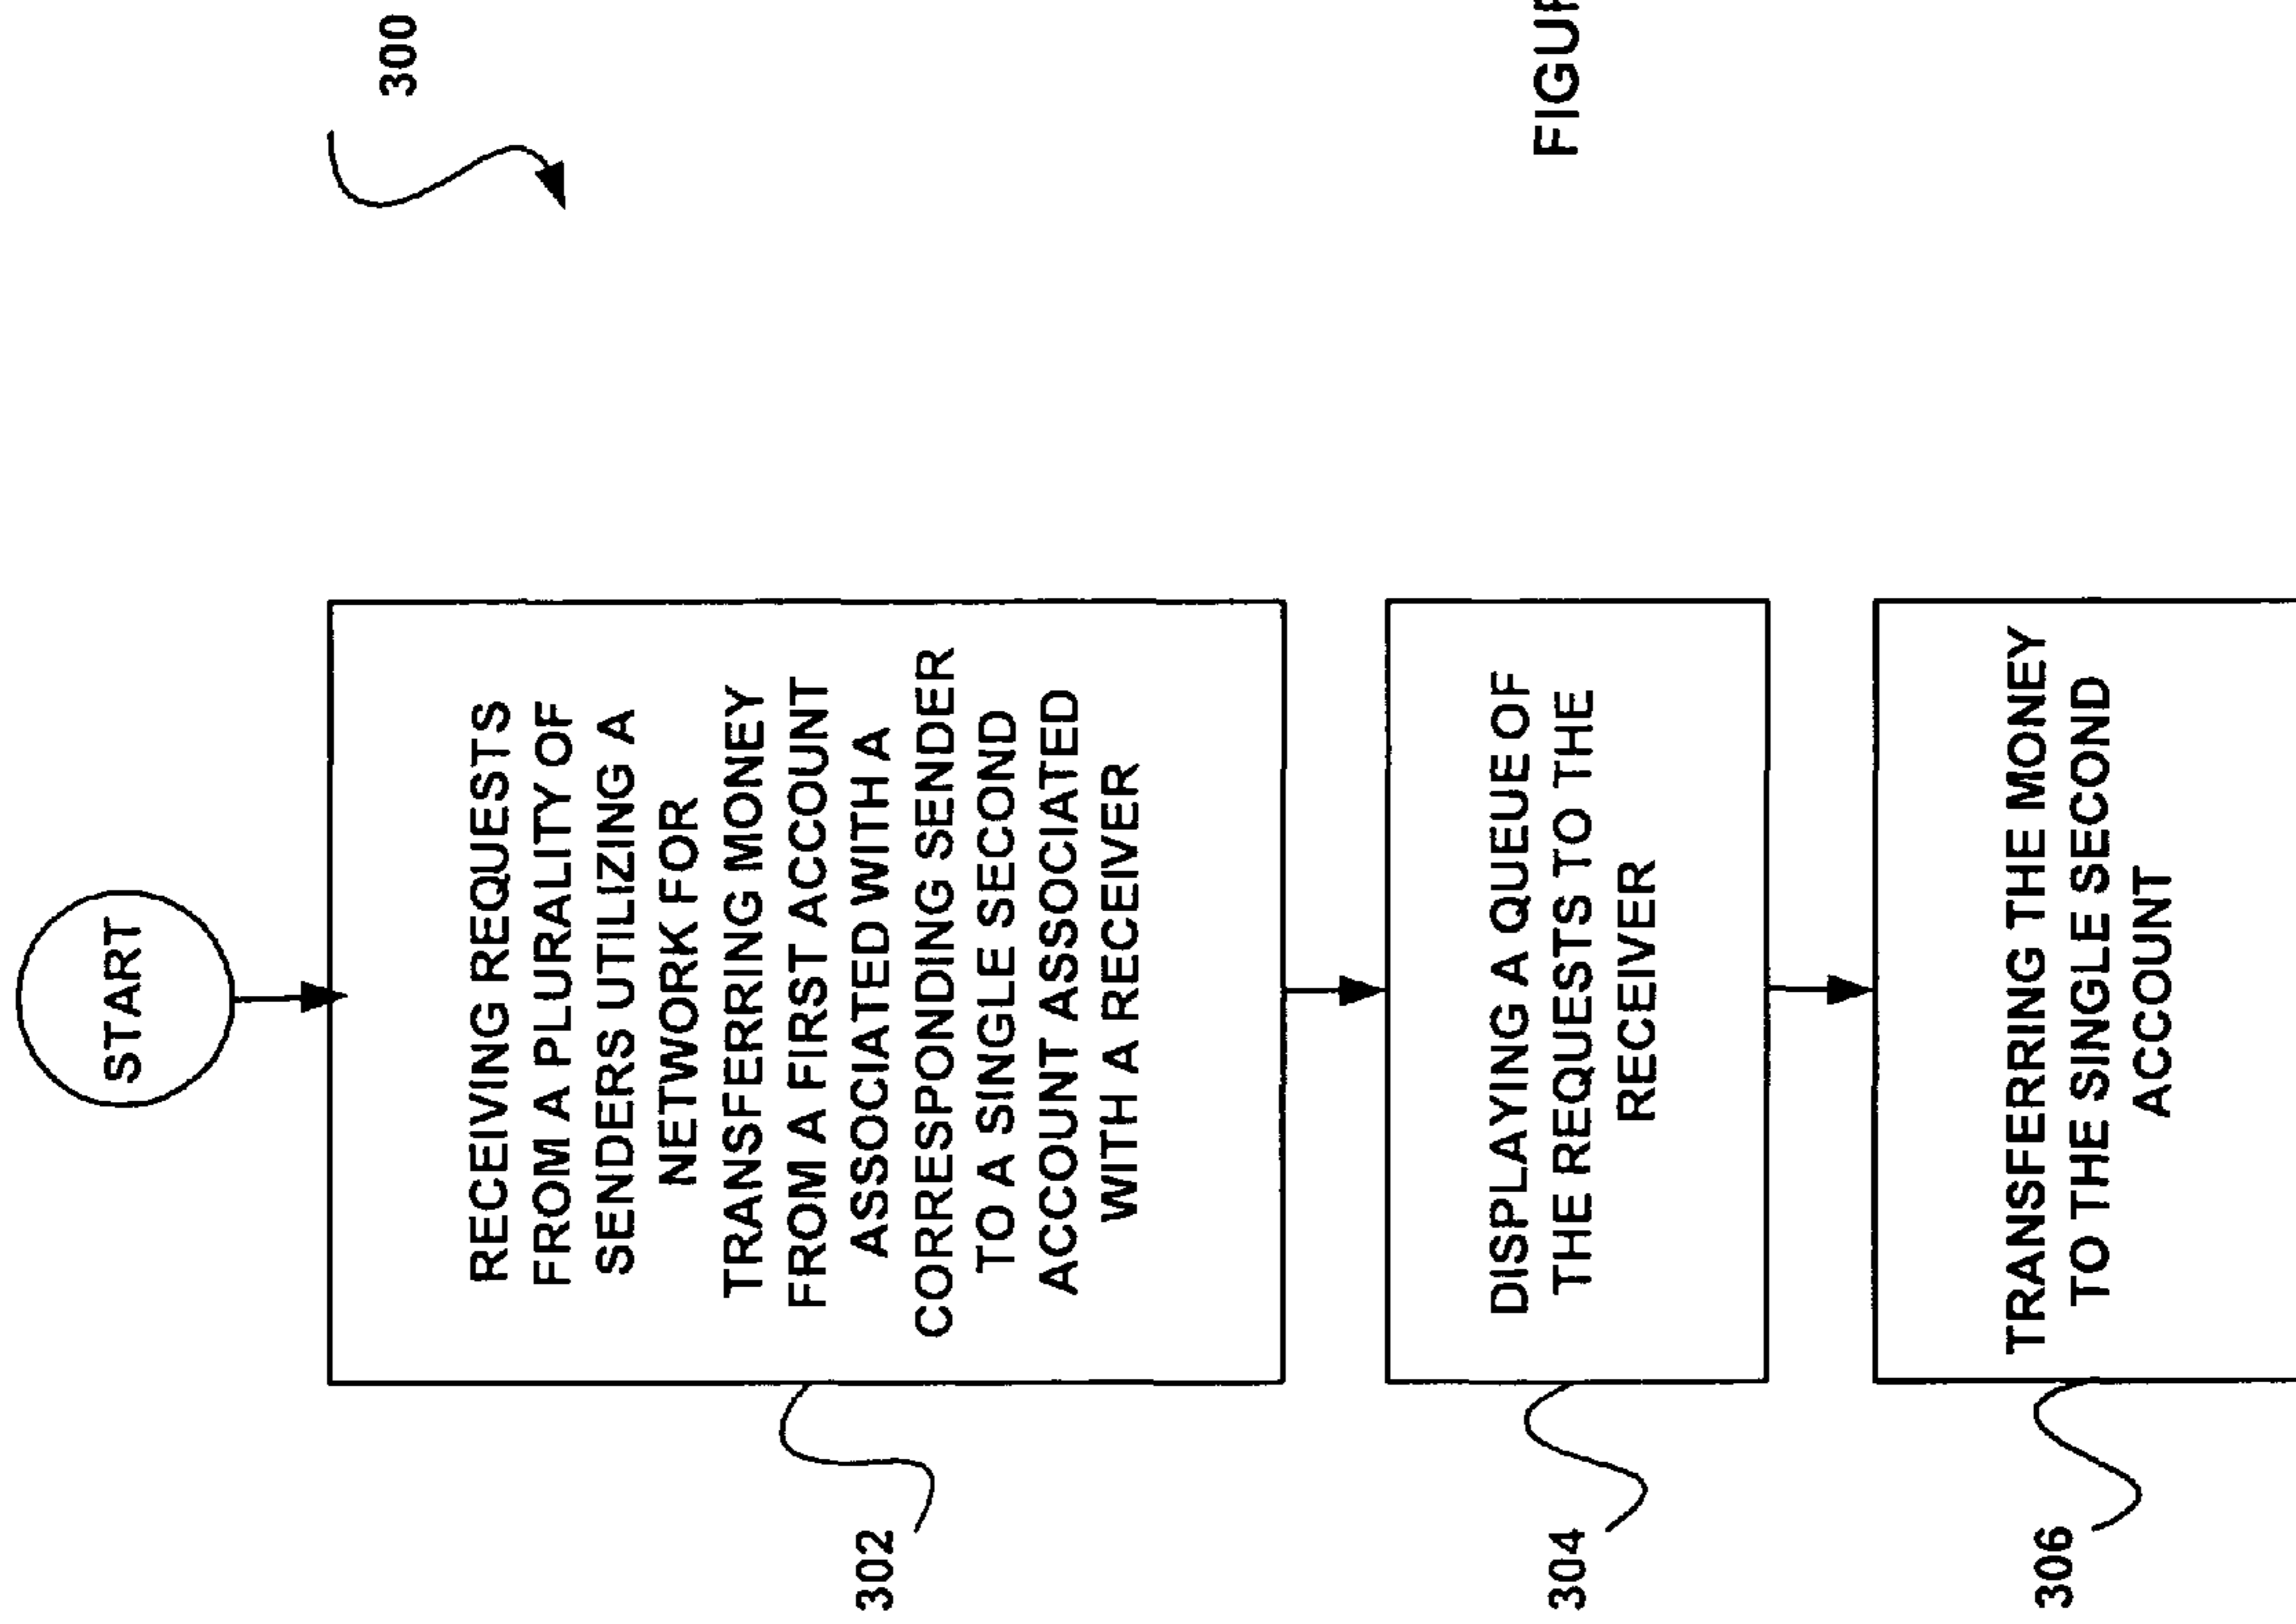 300
START
RECEIVING REQUESTS
FROM A PLURALITY OF
SENDERS UTILIZING A
NETWORK FOR
TRANSFERRING MONEY
FROM A FIRST ACCOUNT
ASSOCIATED WITH A
CORRESPONDING SENDER
TO A SINGLE SECOND
ACCOUNT ASSOCIATED
WITH A RECEIVER
302
DISPLAYING A QUEUE OF
THE REQUESTS TO THE
RECEIVER
304
TRANSFERRING THE MONEY
TO THE SINGLE SECOND
ACCOUNT
306